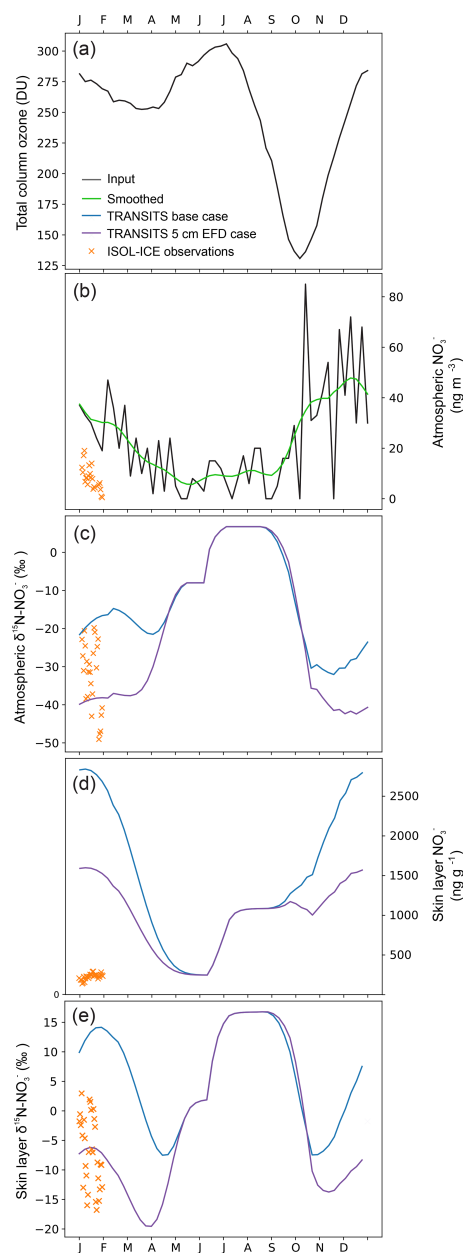 J F M A M J J A S O N D
(a)
300
275
250
225
200
175
150
125
Total column ozone (DU)
Input
Smoothed
TRANSITS base case
TRANSITS 5 cm EFD case
ISOL-ICE observations
(b)
80
60
40
20
0
Atmospheric NO₃⁻
(ng m ⁻³)
(c)
0
−10
−20
−30
−40
−50
Atmospheric δ¹⁵N-NO₃⁻ (‰)
(d)
2500
2000
1500
1000
500
0
Skin layer NO₃⁻
(ng g ⁻¹)
(e)
15
10
5
0
−5
−10
−15
−20
Skin layer δ¹⁵N-NO₃⁻ (‰)
J F M A M J J A S O N D